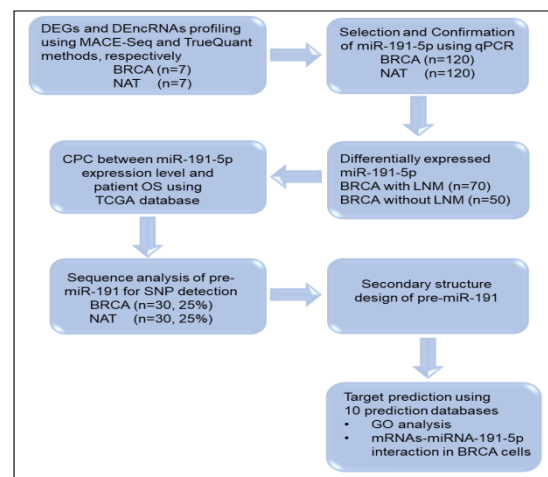 DEGs and DEncRNAs profiling
using MACE-Seq and TrueQuant
methods, respectively
BRCA (n=7)
NAT (n=7)
Selection and Confirmation
of miR-191-5p using qPCR
BRCA (n=120)
NAT (n=120)
CPC between miR-191-5p
expression level and
patient OS using
TCGA database
Differentially expressed
miR-191-5p
BRCA with LNM (n=70)
BRCA without LNM (n=50)
Sequence analysis of pre-
miR-191 for SNP detection
BRCA (n=30, 25%)
NAT (n=30, 25%)
Secondary structure
design of pre-miR-191
Target prediction using
10 prediction databases
• GO analysis
• mRNAs-miRNA-191-5p
interaction in BRCA cells